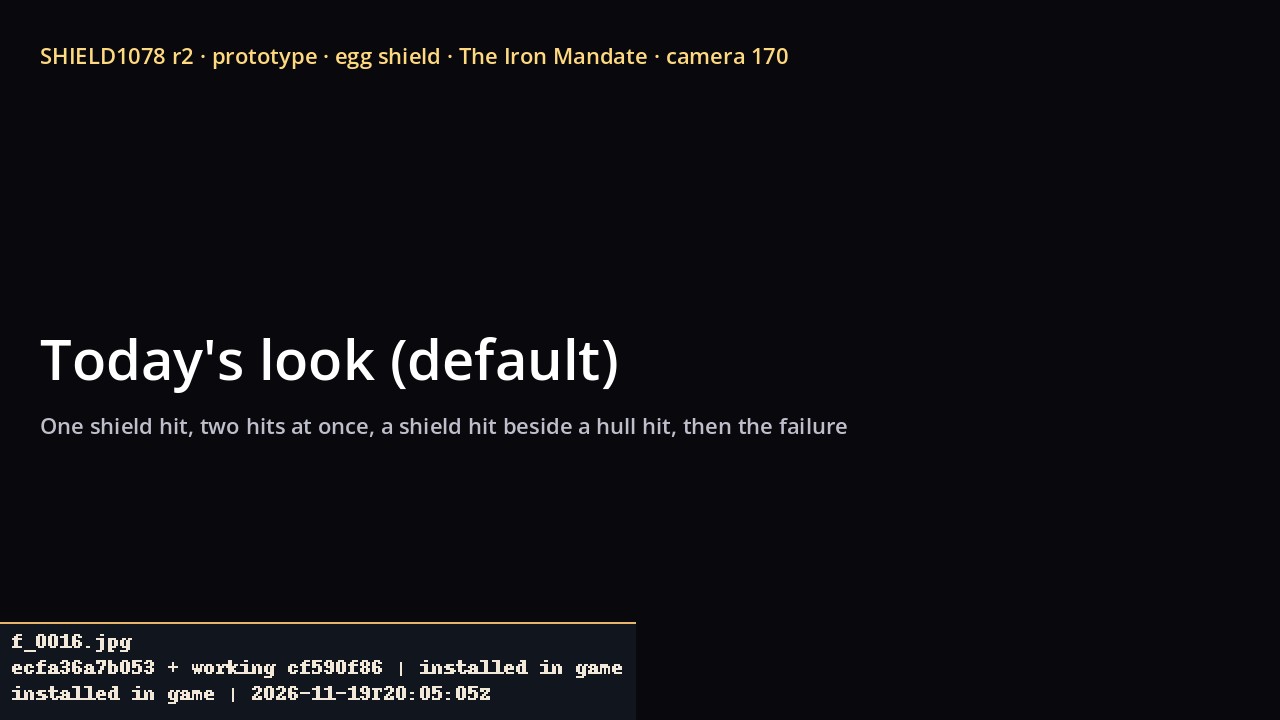 SHIELD1078 r2 · prototype · egg shield · The Iron Mandate · camera 170
Today's look (default)
One shield hit, two hits at once, a shield hit beside a hull hit, then the failure
f_0016.jpg
ecfa36a7b053 + working cf590f86 | installed in game
installed in game | 2026-11-19T20:05:05Z